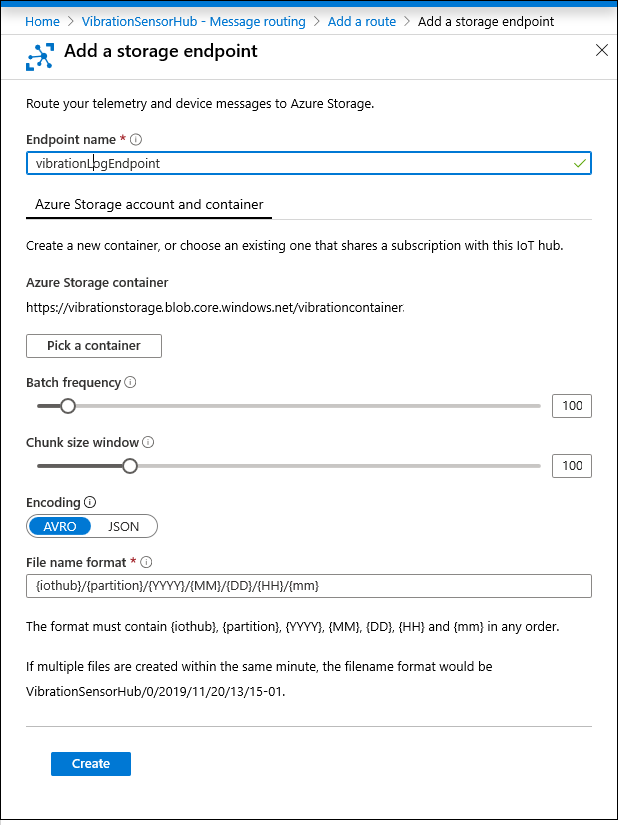 Home > VibrationSensorHub - Message routing > Add a route > Add a storage endpoint
Add a storage endpoint
Route your telemetry and device messages to Azure Storage.
Endpoint name *
vibrationLogEndpoint
Azure Storage account and container
Create a new container, or choose an existing one that shares a subscription with this IoT hub.
Azure Storage container
https://vibrationstorage.blob.core.windows.net/vibrationcontainer
Pick a container
Batch frequency
100
Chunk size window
100
Encoding
AVRO JSON
File name format *
{iothub}/{partition}/{YYYY}/{MM}/{DD}/{HH}/{mm}
The format must contain {iothub}, {partition}, {YYYY}, {MM}, {DD}, {HH} and {mm} in any order.
If multiple files are created within the same minute, the filename format would be
VibrationSensorHub/0/2019/11/20/13/15-01.
Create